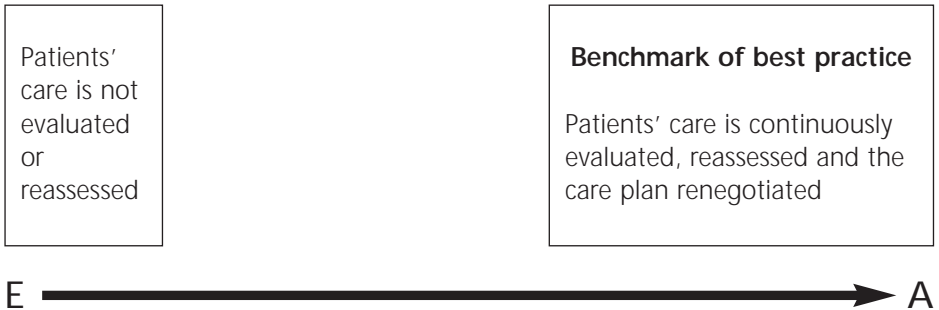 Patients’
care is not
evaluated
or
reassessed
Benchmark of best practice
Patients’ care is continuously
evaluated, reassessed and the
care plan renegotiated
E
A